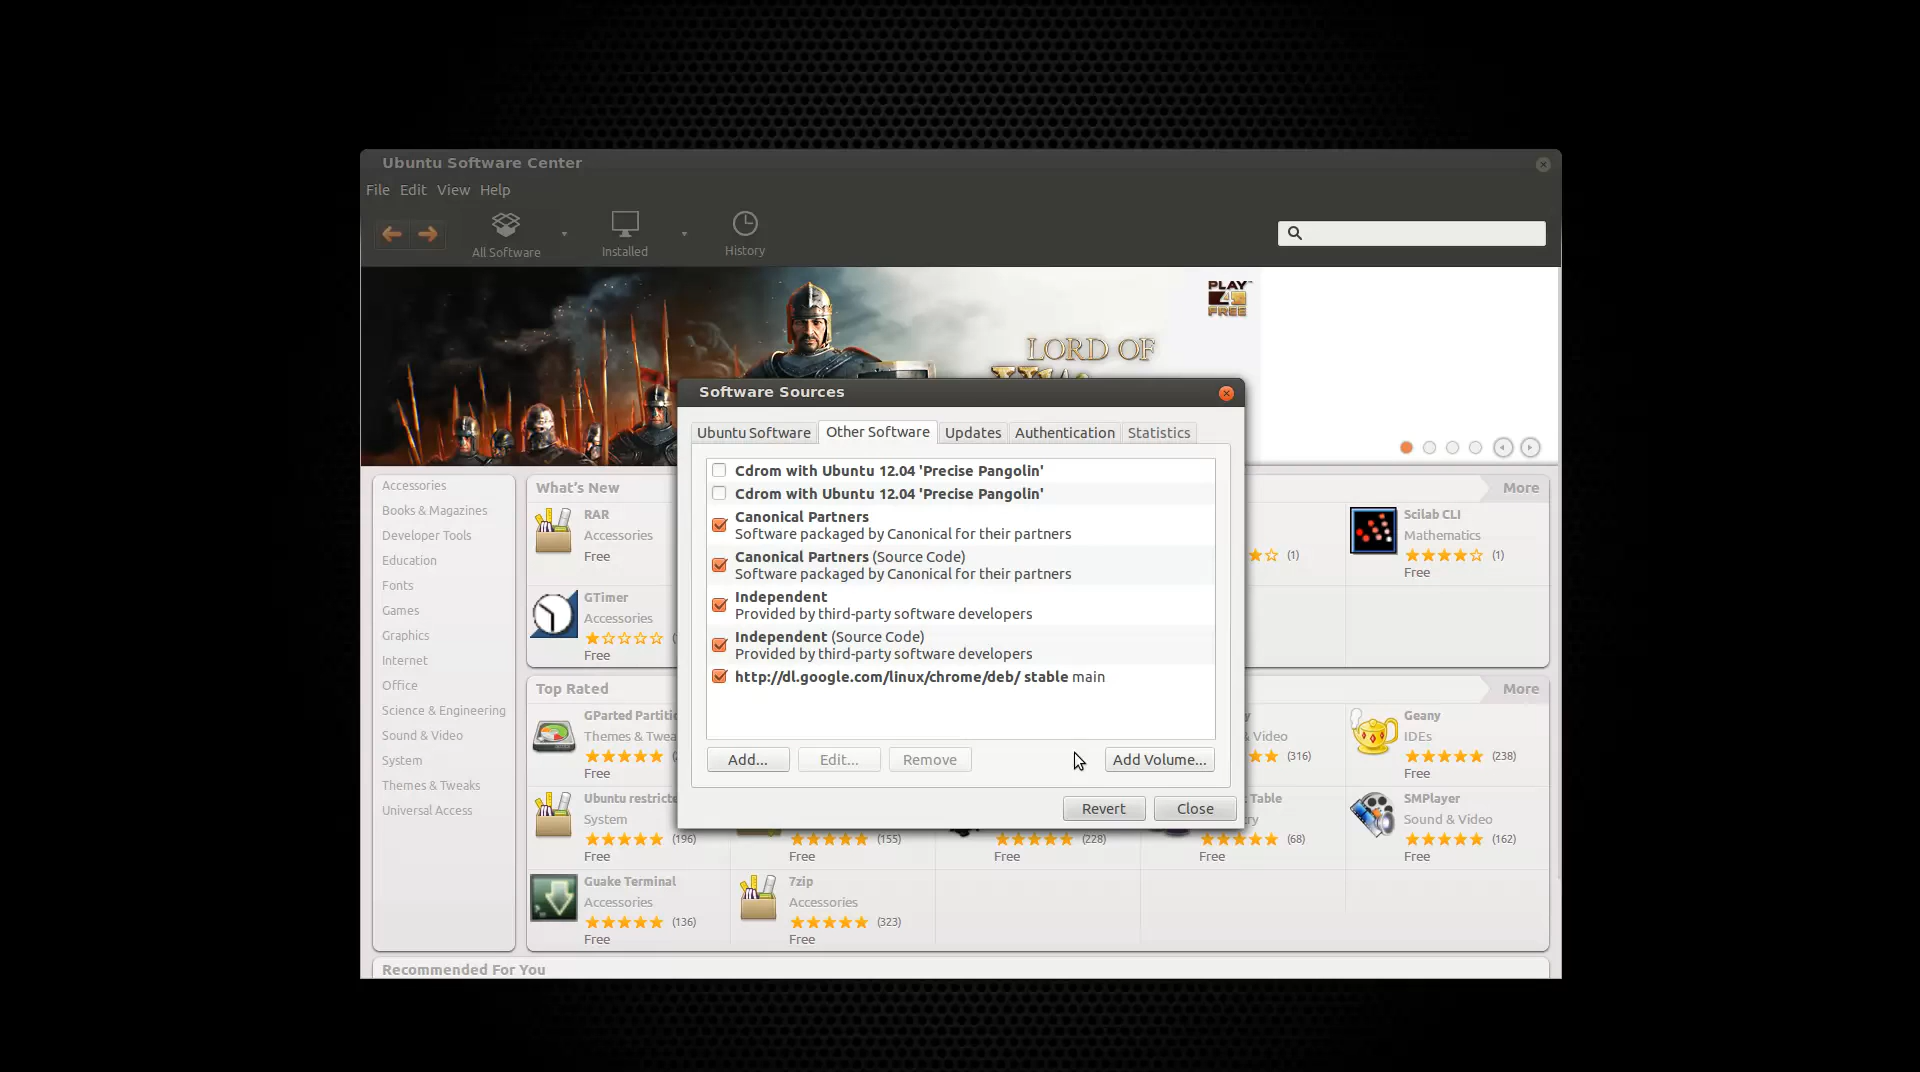 Ubuntu Software Center
File Edit View Help
All Software
Installed
History
PLAY
4
FREE
LORD OF
Software Sources
Ubuntu Software
Other Software
Updates
Authentication
Statistics
Cdrom with Ubuntu 12.04 'Precise Pangolin'
Cdrom with Ubuntu 12.04 'Precise Pangolin'
Canonical Partners
Software packaged by Canonical for their partners
Canonical Partners (Source Code)
Software packaged by Canonical for their partners
Independent
Provided by third-party software developers
Independent (Source Code)
Provided by third-party software developers
http://dl.google.com/linux/chrome/deb/ stable main
Add...
Edit...
Remove
Add Volume...
Revert
Close
Accessories
Books & Magazines
Developer Tools
Education
Fonts
Games
Graphics
Internet
Office
Science & Engineering
Sound & Video
System
Themes & Tweaks
Universal Access
What's New
More
RAR
Accessories
Free
(1)
Scilab CLI
Mathematics
(1)
Free
GTimer
Accessories
Free
Top Rated
More
GParted
Themes &
Free
& Video
(316)
Geany
IDEs
(238)
Free
Ubuntu
System
(196)
Free
(155)
Free
(228)
Free
Table
(68)
Free
SMPlayer
Sound & Video
(162)
Free
Guake Terminal
Accessories
(136)
Free
7zip
Accessories
(323)
Free
Recommended For You